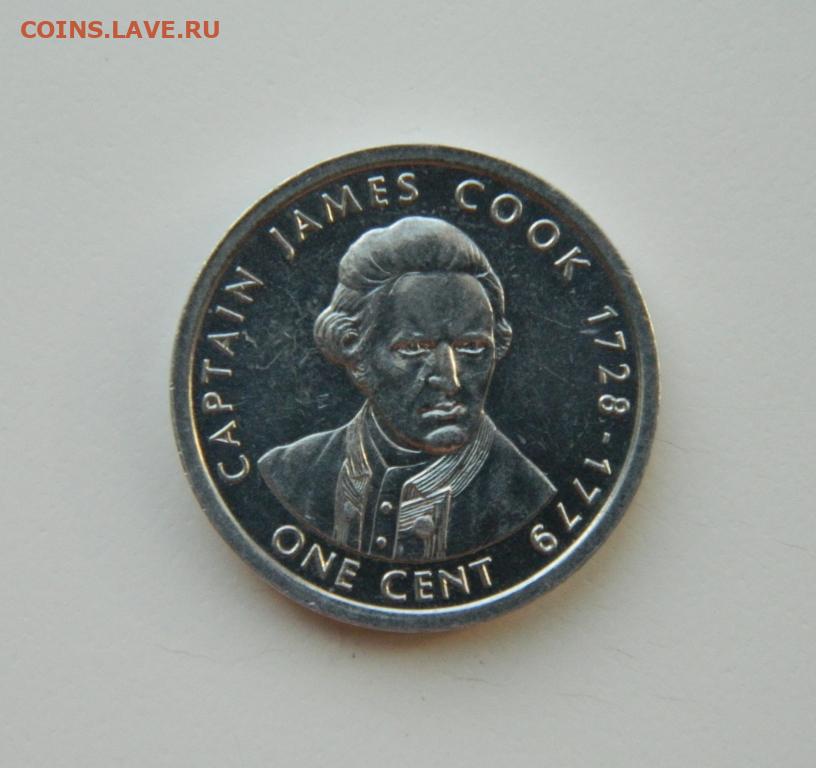 COINS.LAVE.RU
CAPTAIN JAMES COOK 1728-1779
ONE CENT